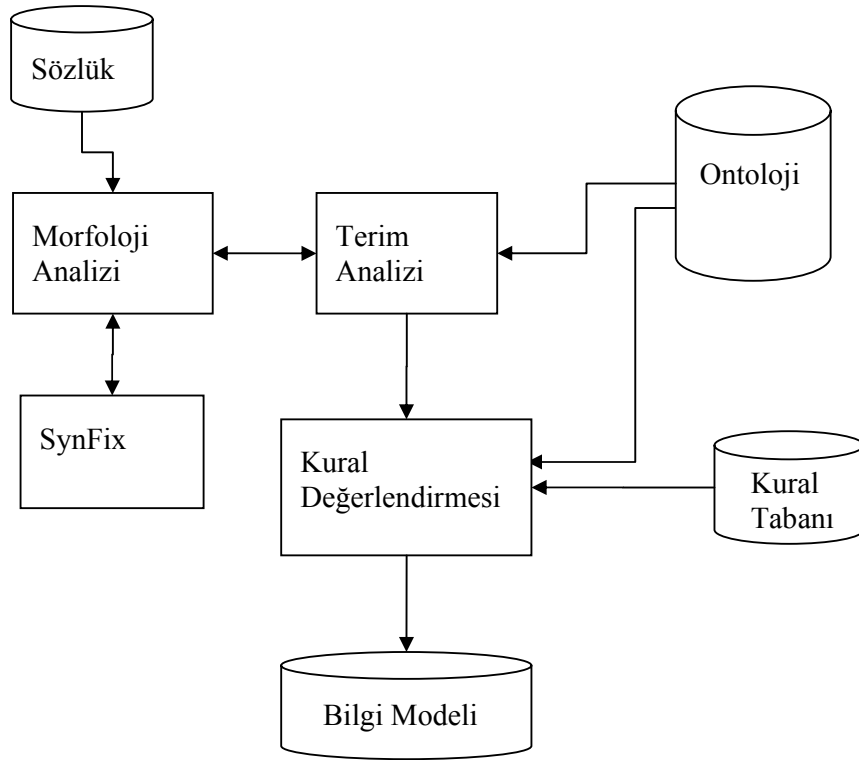 Sözlük
Ontoloji
Morfoloji
Analizi
Terim
Analizi
SynFix
Kural
Değerlendirmesi
Kural
Tabanı
Bilgi Modeli